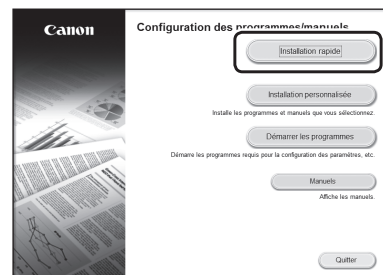 Canon
Configuration des programmes/manuels
Installation rapide
Installation personnalisée
Installe les programmes et manuels que vous sélectionnez.
Démarrer les programmes
Démarre les programmes requis pour la configuration des paramètres, etc.
Manuels
Affiche les manuels.
Quitter